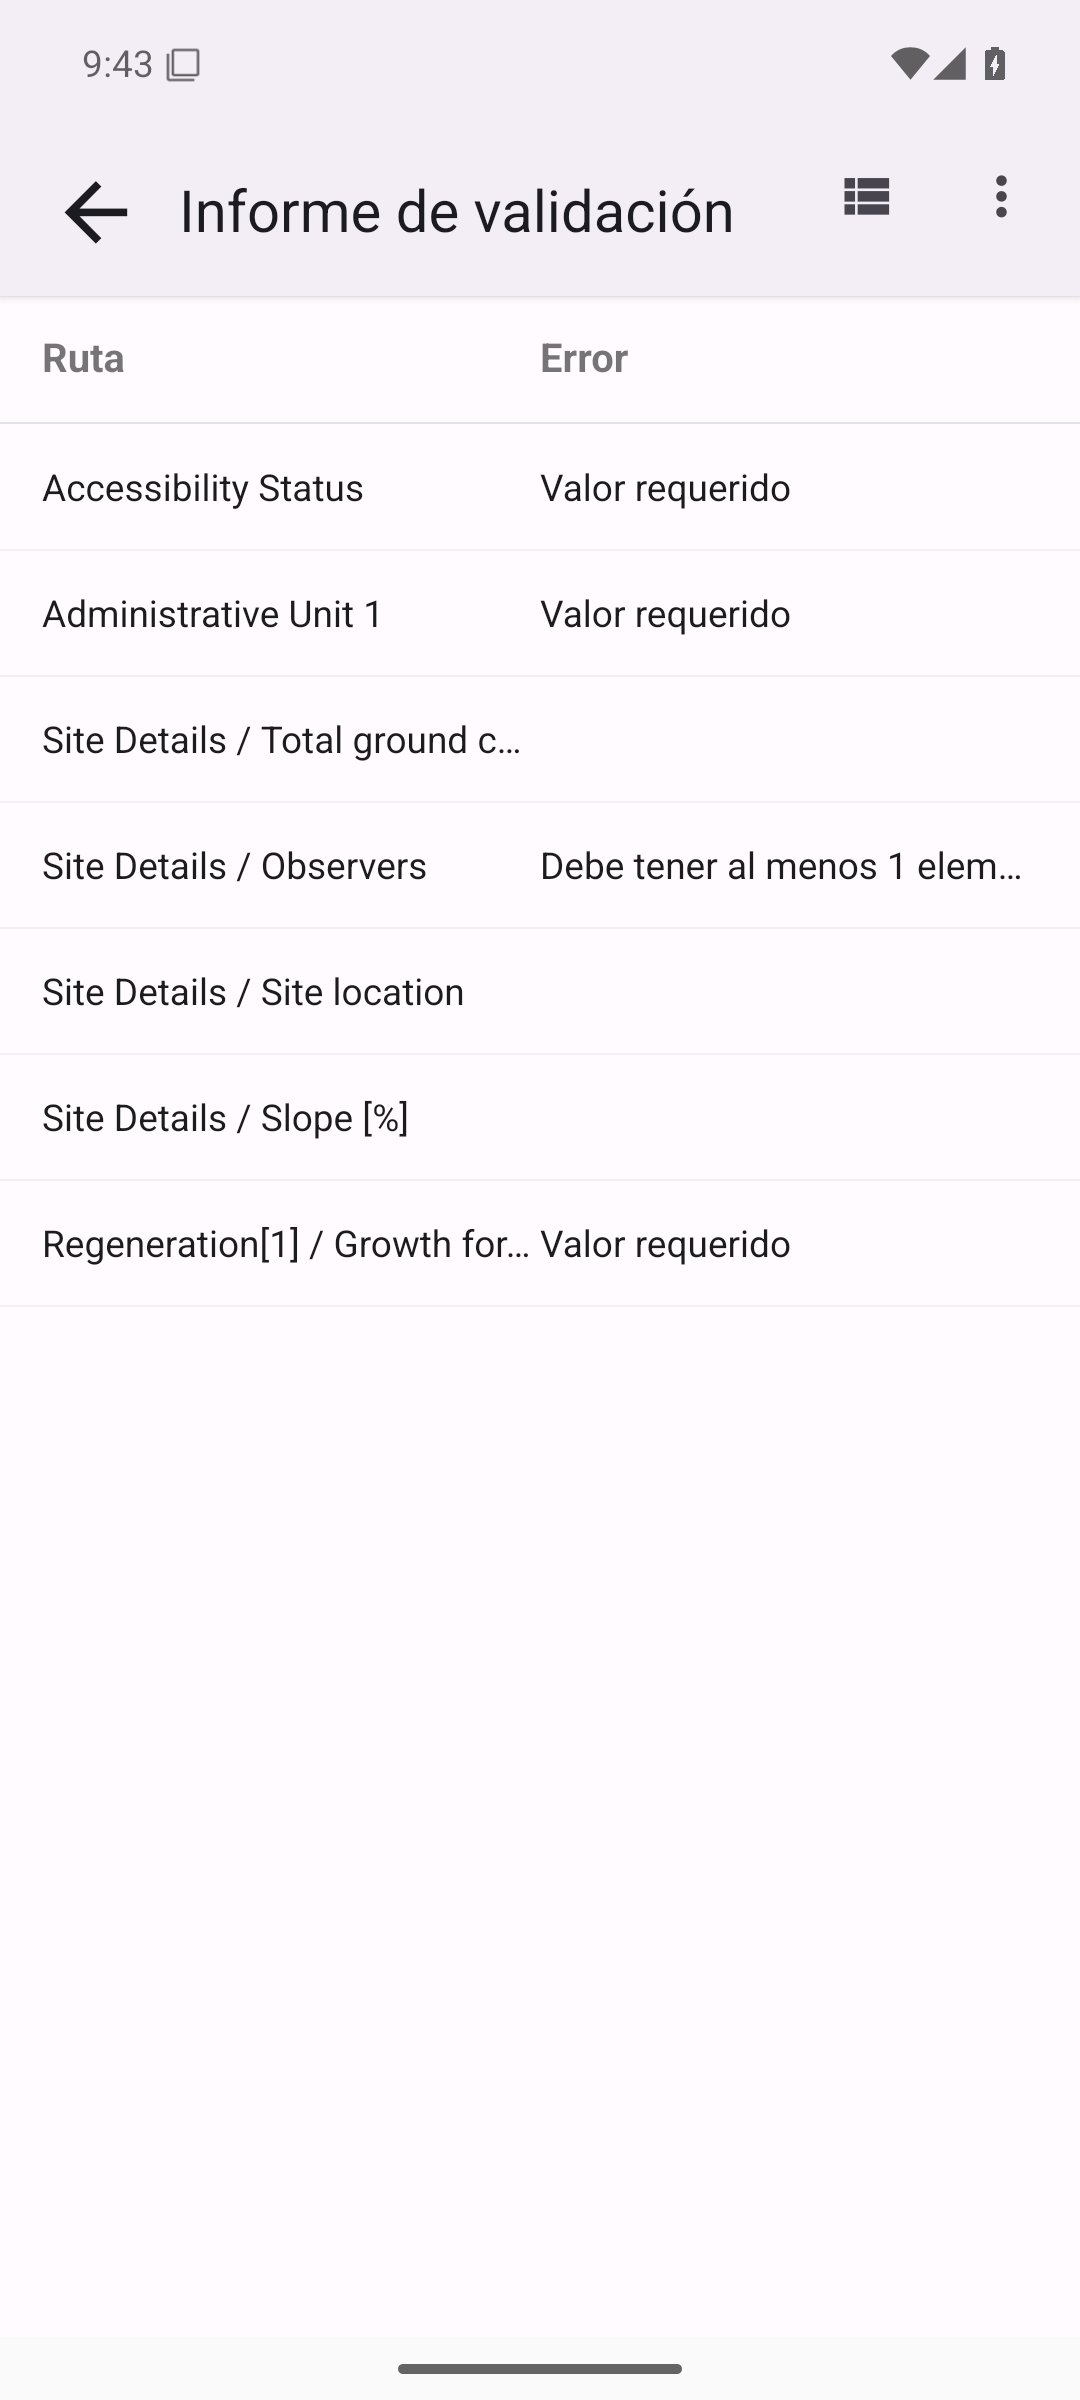 9:43
Informe de validación
Ruta Error
Accessibility Status Valor requerido
Administrative Unit 1 Valor requerido
Site Details / Total ground c...
Site Details / Observers Debe tener al menos 1 elem...
Site Details / Site location
Site Details / Slope [%]
Regeneration[1] / Growth for... Valor requerido